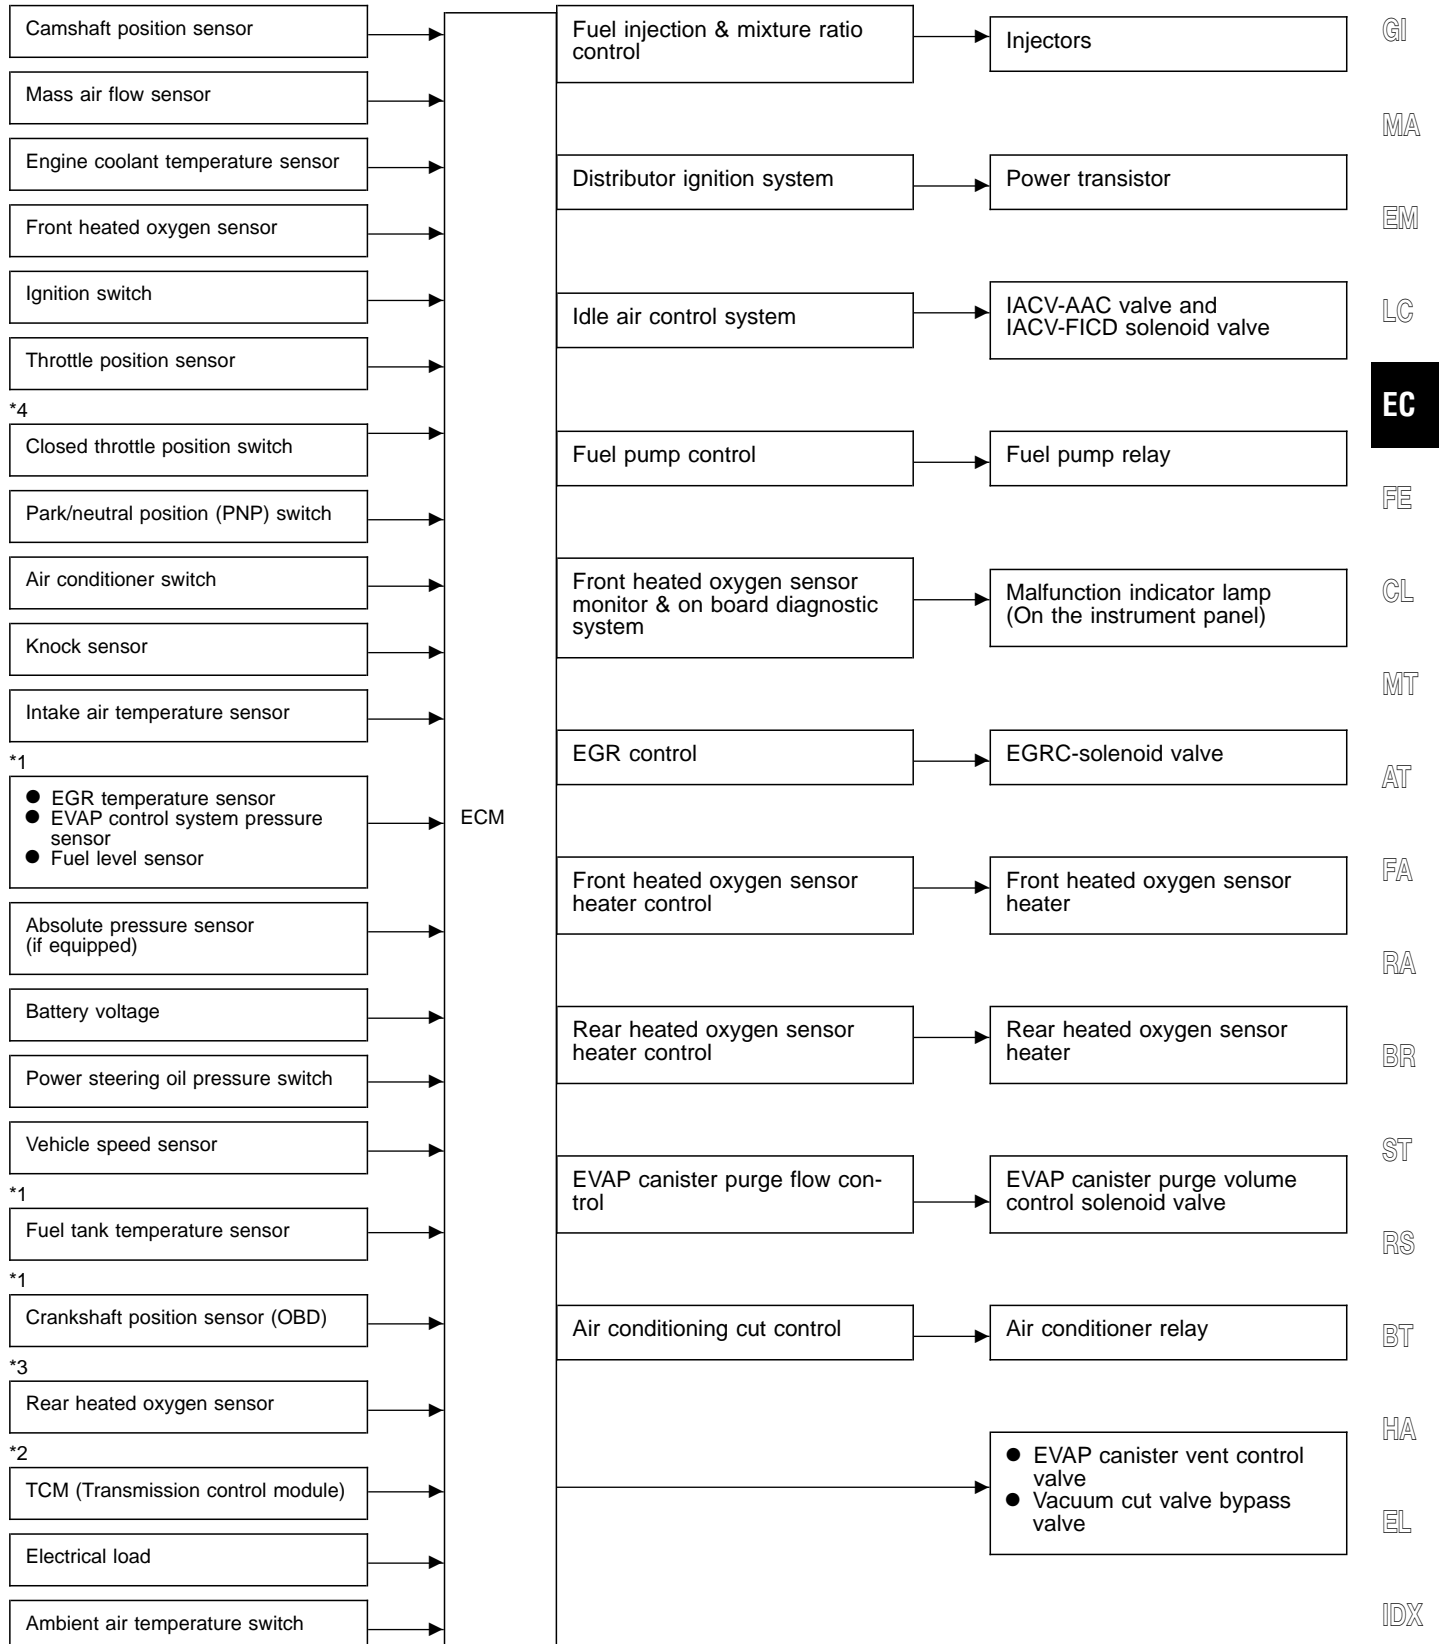 Camshaft position sensor
Mass air flow sensor
Engine coolant temperature sensor
Front heated oxygen sensor
Ignition switch
Throttle position sensor
*4
Closed throttle position switch
Park/neutral position (PNP) switch
Air conditioner switch
Knock sensor
Intake air temperature sensor
*1
● EGR temperature sensor
● EVAP control system pressure
sensor
● Fuel level sensor
Absolute pressure sensor
(if equipped)
Battery voltage
Power steering oil pressure switch
Vehicle speed sensor
*1
Fuel tank temperature sensor
*1
Crankshaft position sensor (OBD)
*3
Rear heated oxygen sensor
*2
TCM (Transmission control module)
Electrical load
Ambient air temperature switch
ECM
Fuel injection & mixture ratio
control
Injectors
Distributor ignition system
Power transistor
Idle air control system
IACV-AAC valve and
IACV-FICD solenoid valve
Fuel pump control
Fuel pump relay
Front heated oxygen sensor
monitor & on board diagnostic
system
Malfunction indicator lamp
(On the instrument panel)
EGR control
EGRC-solenoid valve
Front heated oxygen sensor
heater control
Front heated oxygen sensor
heater
Rear heated oxygen sensor
heater control
Rear heated oxygen sensor
heater
EVAP canister purge flow con-
trol
EVAP canister purge volume
control solenoid valve
Air conditioning cut control
Air conditioner relay
● EVAP canister vent control
valve
● Vacuum cut valve bypass
valve
GI
MA
EM
LC
EC
FE
CL
MT
AT
FA
RA
BR
ST
RS
BT
HA
EL
IDX